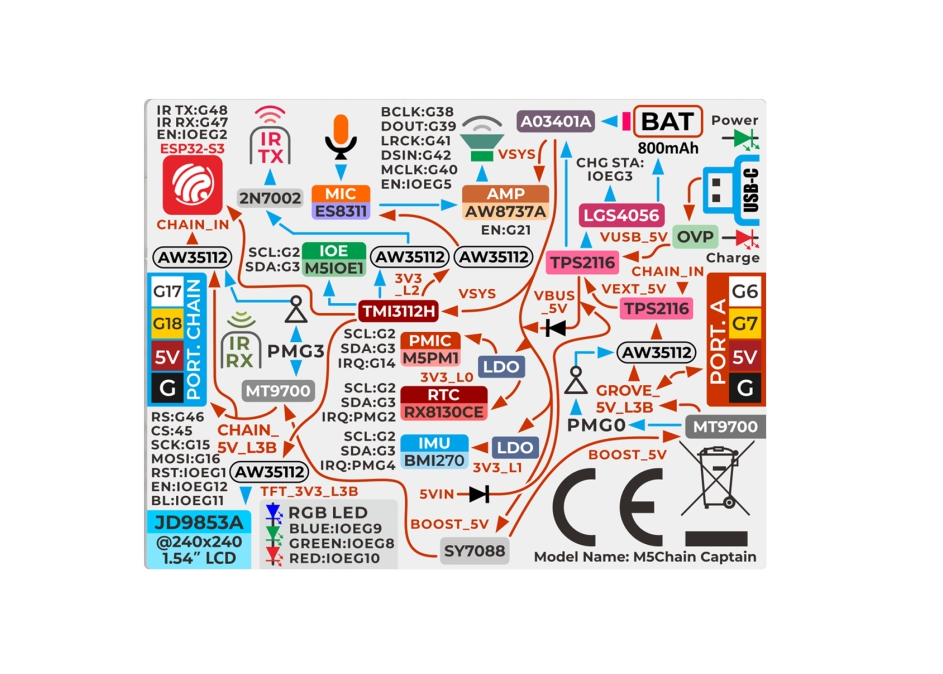 IR TX:G48
IR RX:G47
EN:IOEG2
ESP32-S3
IR
TX
BCLK:G38
DOUT:G39
LRCK:G41
DSIN:G42
MCLK:G40
EN:IOEG5
A03401A
BAT
800mAh
Power
VSYS
CHG STA:
IOEG3
USB-C
2N7002
MIC
ES8311
AMP
AW8737A
EN:G21
LGS4056
VUSB_5V
OVP
Charge
CHAIN_IN
AW35112
SCL:G2
SDA:G3
IOE
M5IOE1
AW35112
AW35112
TPS2116
CHAIN_IN
3V3
_L2
VSYS
VBUS
_5V
VEXT_5V
TPS2116
TMI3112H
PORT. CHAIN
G17
G18
5V
G
IR
RX
PMG3
MT9700
SCL:G2
SDA:G3
IRQ:G14
PMIC
M5PM1
3V3_L0
LDO
SCL:G2
SDA:G3
IRQ:PMG2
RTC
RX8130CE
AW35112
PORT. A
G6
G7
5V
G
GROVE_
5V_L3B
PMG0
MT9700
BOOST_5V
RS:G46
CS:45
SCK:G15
MOSI:G16
RST:IOEG1
EN:IOEG12
BL:IOEG11
CHAIN_
5V_L3B
AW35112
TFT_3V3_L3B
SCL:G2
SDA:G3
IRQ:PMG4
IMU
BMI270
LDO
3V3_L1
5VIN
BOOST_5V
SY7088
JD9853A
@240x240
1.54” LCD
RGB LED
BLUE:IOEG9
GREEN:IOEG8
RED:IOEG10
CE
Model Name: M5Chain Captain